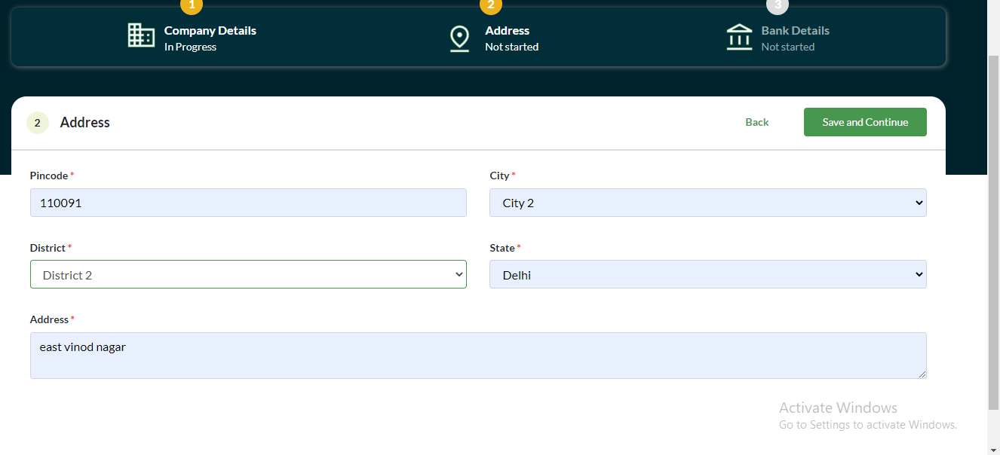 1 2 3
Company Details Address Bank Details
In Progress Not started Not started
2 Address Back Save and Continue
Pincode * City *
110091 City 2
District * State *
District 2 Delhi
Address *
east vinod nagar
Activate Windows
Go to Settings to activate Windows.